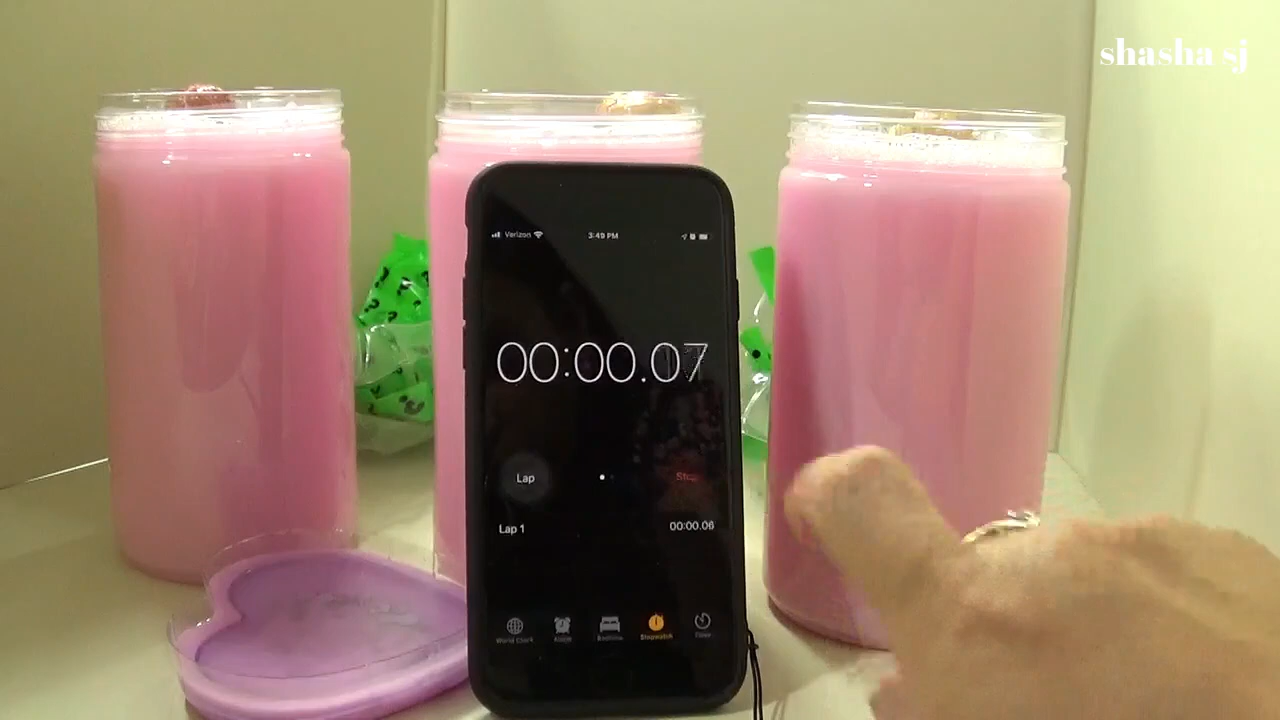 shasha sj
Verizon
3:49 PM
00:00.07
Lap
Stop
Lap 1
00:00.06
World Clock
Alarm
Bedtime
Stopwatch
Timer